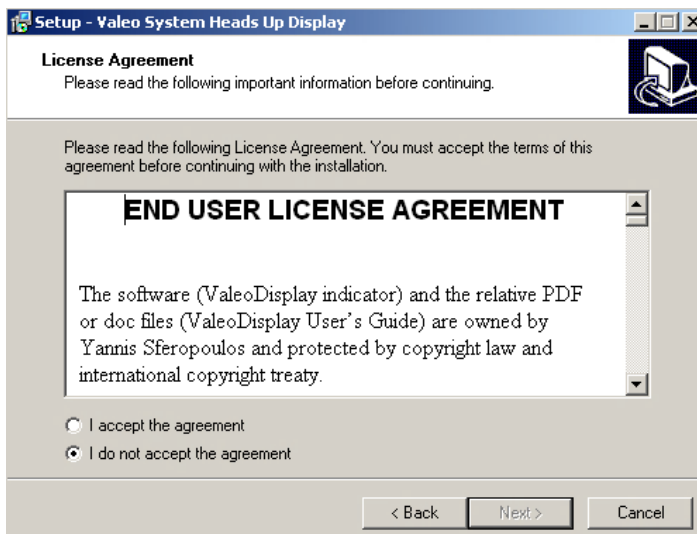 Setup - Valeo System Heads Up Display
License Agreement
Please read the following important information before continuing.
Please read the following License Agreement. You must accept the terms of this
agreement before continuing with the installation.
END USER LICENSE AGREEMENT
The software (ValeoDisplay indicator) and the relative PDF
or doc files (ValeoDisplay User's Guide) are owned by
Yannis Sferopoulos and protected by copyright law and
international copyright treaty.
I accept the agreement
I do not accept the agreement
< Back
Next >
Cancel